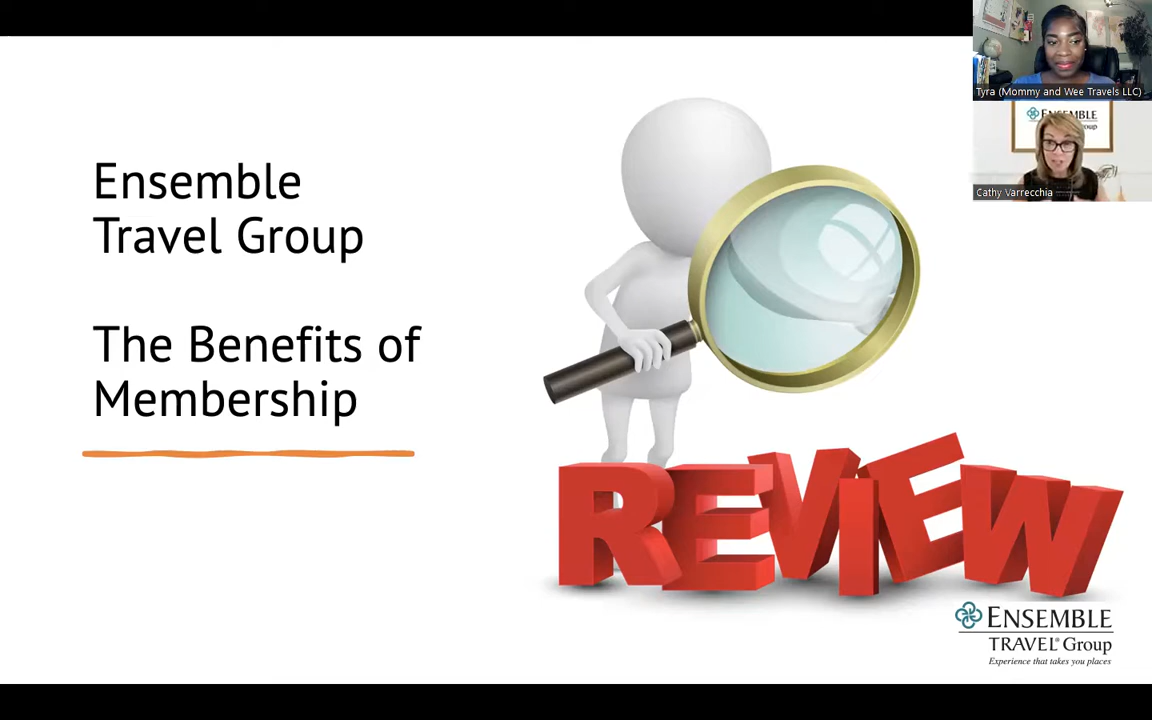 Ensemble
Travel Group
The Benefits of
Membership
REVIEW
ENSEMBLE
TRAVEL® Group
Experience that takes you places
Tyra (Mommy and Wee Travels LLC)
ENSEMBLE
Cathy Varrecchia